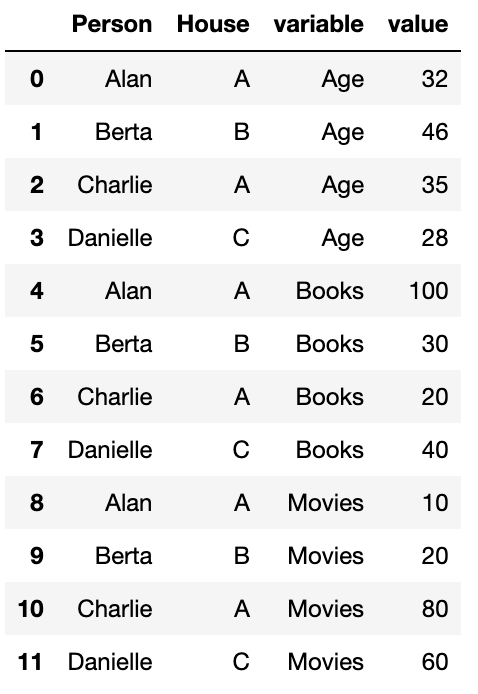 Person House variable value
0 Alan A Age 32
1 Berta B Age 46
2 Charlie A Age 35
3 Danielle C Age 28
4 Alan A Books 100
5 Berta B Books 30
6 Charlie A Books 20
7 Danielle C Books 40
8 Alan A Movies 10
9 Berta B Movies 20
10 Charlie A Movies 80
11 Danielle C Movies 60